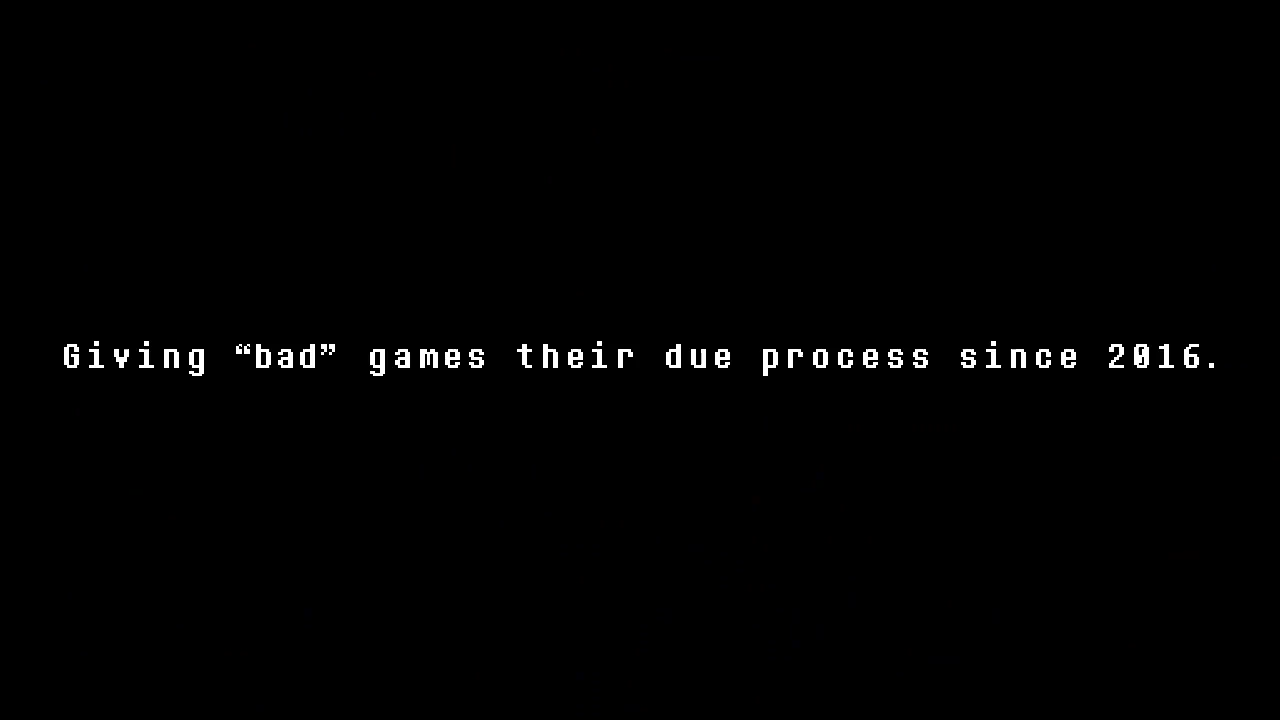 Giving “bad” games their due process since 2016.